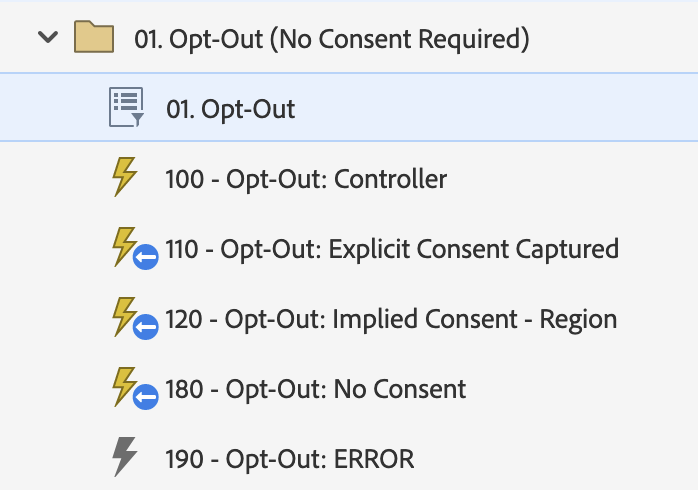 01. Opt-Out (No Consent Required)
01. Opt-Out
100 - Opt-Out: Controller
110 - Opt-Out: Explicit Consent Captured
120 - Opt-Out: Implied Consent - Region
180 - Opt-Out: No Consent
190 - Opt-Out: ERROR